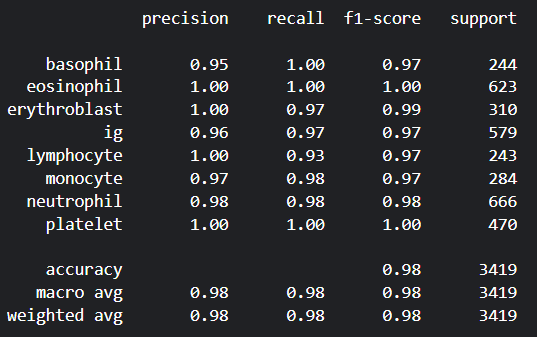 precision recall f1-score support
basophil 0.95 1.00 0.97 244
eosinophil 1.00 1.00 1.00 623
erythroblast 1.00 0.97 0.99 310
ig 0.96 0.97 0.97 579
lymphocyte 1.00 0.93 0.97 243
monocyte 0.97 0.98 0.97 284
neutrophil 0.98 0.98 0.98 666
platelet 1.00 1.00 1.00 470
accuracy 0.98 3419
macro avg 0.98 0.98 0.98 3419
weighted avg 0.98 0.98 0.98 3419